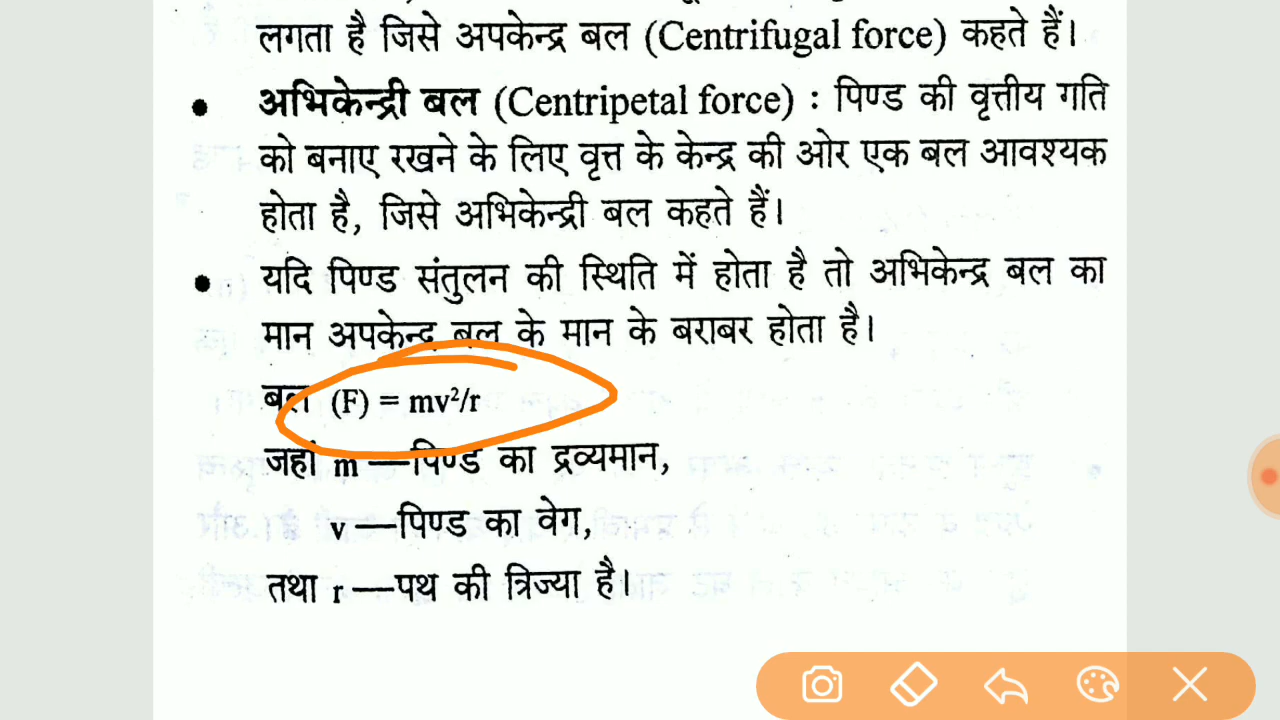 लगता है जिसे अपकेन्द्र बल (Centrifugal force) कहते हैं।
• अभिकेन्द्री बल (Centripetal force) : पिण्ड की वृत्तीय गति
को बनाए रखने के लिए वृत्त के केन्द्र की ओर एक बल आवश्यक
होता है, जिसे अभिकेन्द्री बल कहते हैं।
• यदि पिण्ड संतुलन की स्थिति में होता है तो अभिकेन्द्र बल का
मान अपकेन्द्र बल के मान के बराबर होता है।
बल (F) = mv²/r
जहाँ m—पिण्ड का द्रव्यमान,
v—पिण्ड का वेग,
तथा r—पथ की त्रिज्या है।